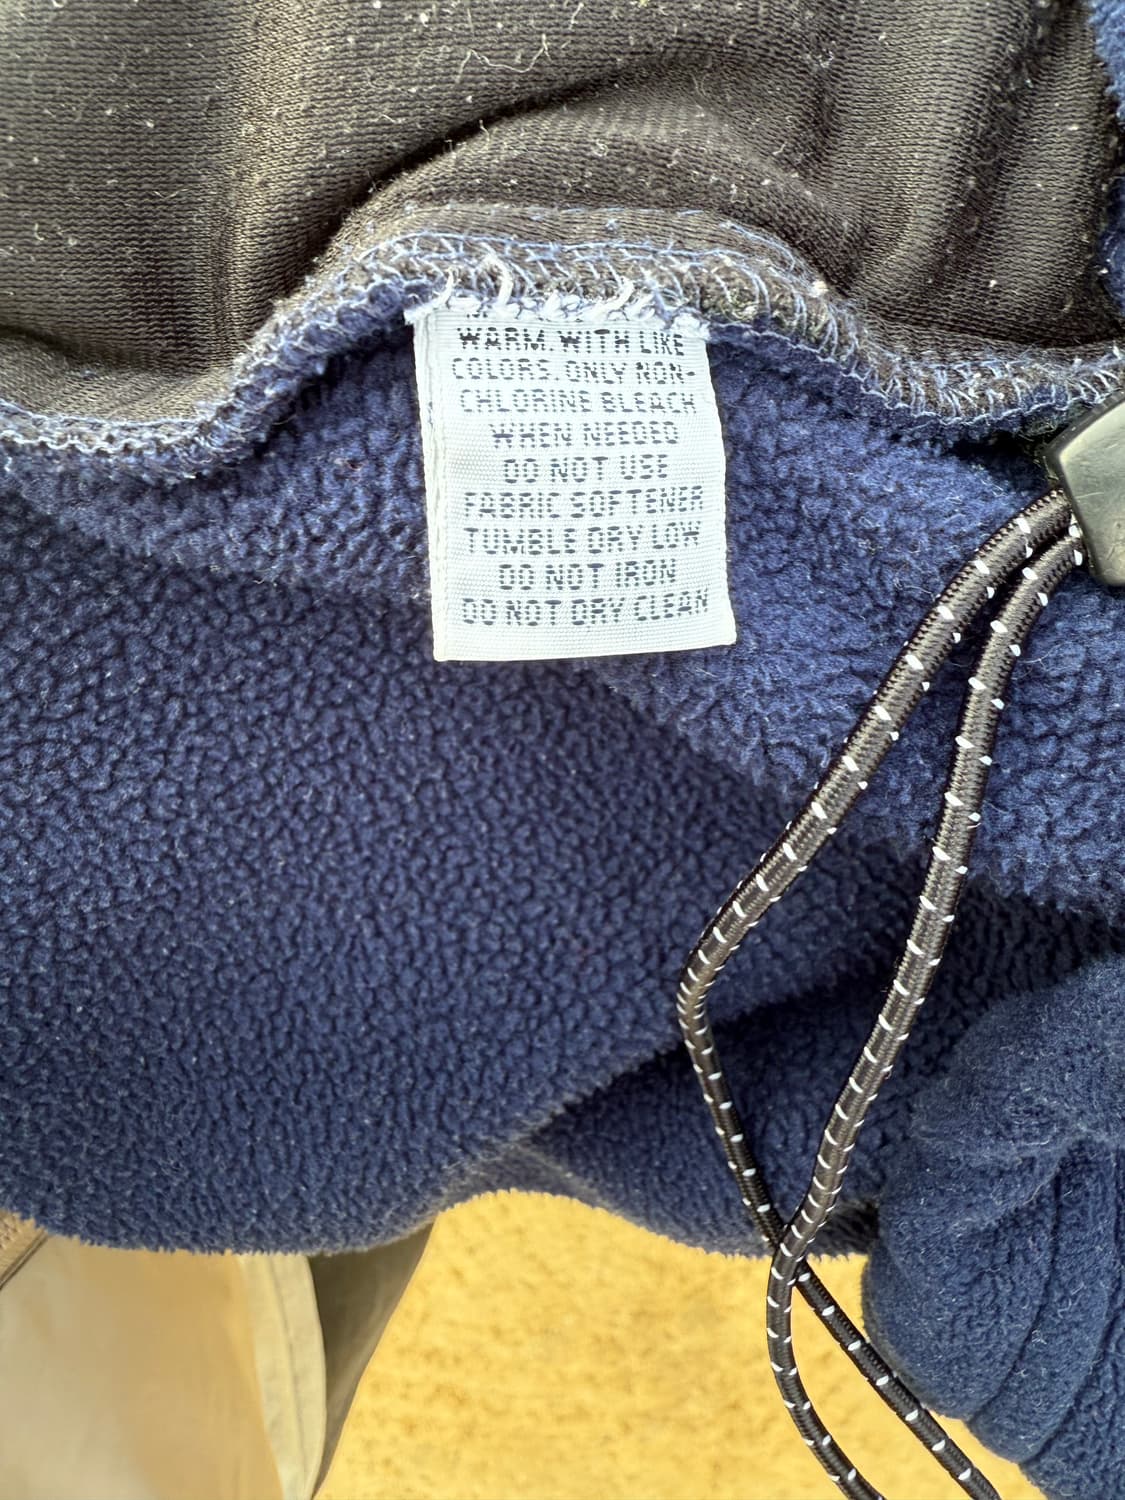 WARM. WITH LIKE
COLORS. ONLY NON-
CHLORINE BLEACH
WHEN NEEDED
DO NOT USE
FABRIC SOFTENER
TUMBLE DRY LOW
DO NOT IRON
DO NOT DRY CLEAN